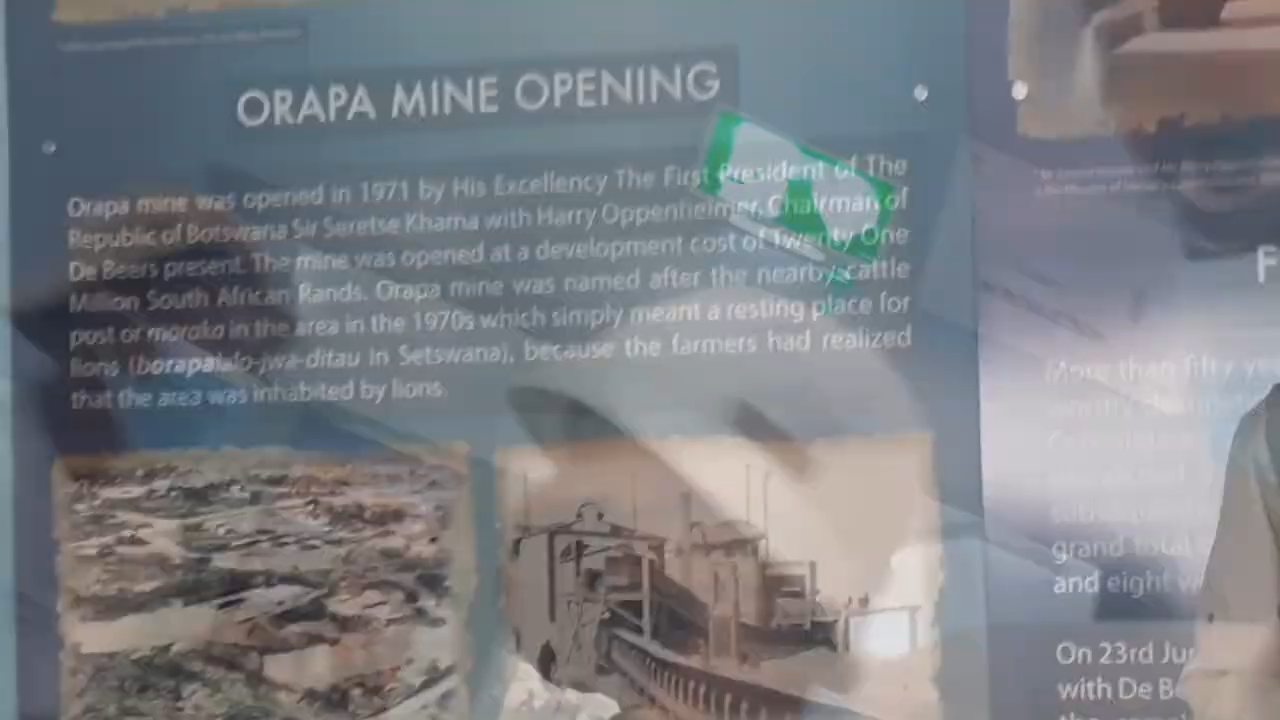 ORAPA MINE OPENING
Orapa mine was opened in 1971 by His Excellency The First President of The
Republic of Botswana Sir Seretse Khama with Harry Oppenheimer, Chairman of
De Beers present. The mine was opened at a development cost of Twenty One
Million South African Rands. Orapa mine was named after the nearby cattle
post or moraka in the area in the 1970s which simply meant a resting place for
lions (borapalalo-jwa-ditau in Setswana), because the farmers had realized
that the area was inhabited by lions.
F
More than fifty
grand total
and eight
On 23rd
with De